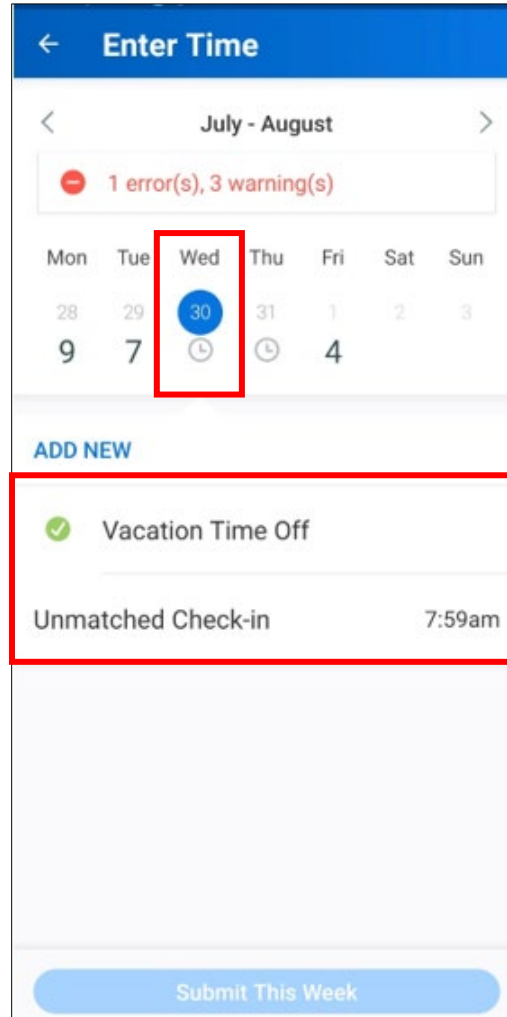 Enter Time
July - August
1 error(s), 3 warning(s)
Mon Tue Wed Thu Fri Sat Sun
28 29 30 31 1 2 3
9 7 4
ADD NEW
Vacation Time Off
Unmatched Check-in 7:59am
Submit This Week